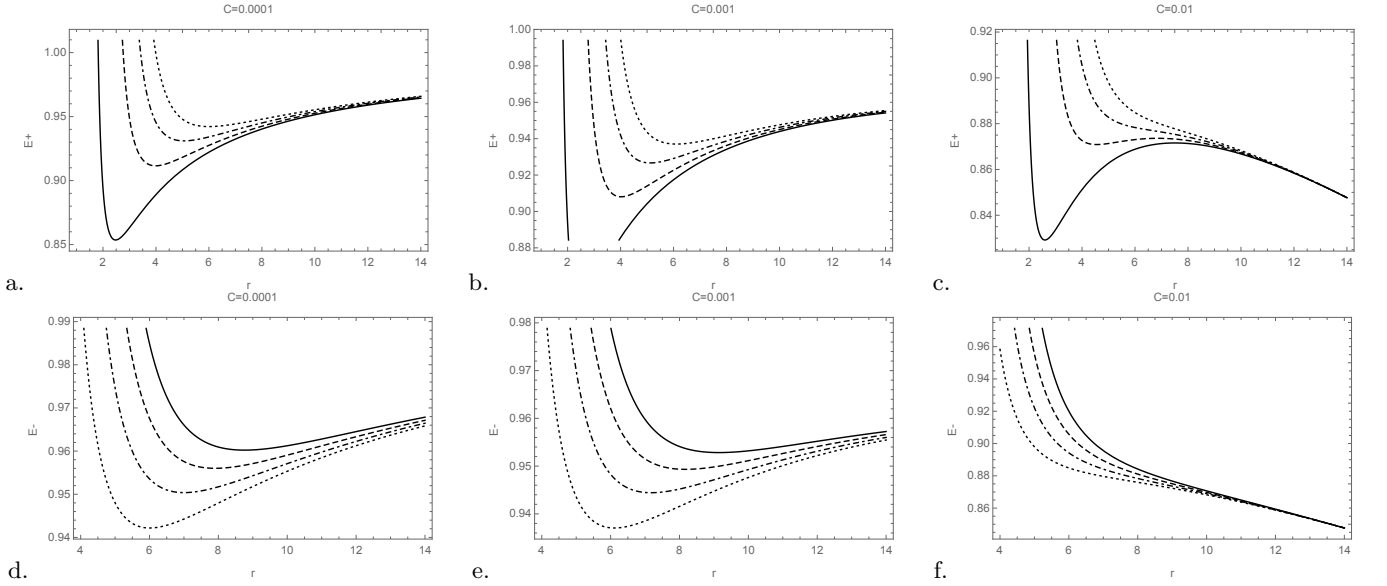 C=0.0001
C=0.001
C=0.01
1.00
0.95
0.90
0.85
E+
2 4 6 8 10 12 14
r
a.
1.00
0.98
0.96
0.94
0.92
0.90
0.88
E+
2 4 6 8 10 12 14
r
b.
0.92
0.90
0.88
0.86
0.84
E+
2 4 6 8 10 12 14
r
c.
C=0.0001
C=0.001
C=0.01
0.99
0.98
0.97
0.96
0.95
0.94
E-
4 6 8 10 12 14
r
d.
0.98
0.97
0.96
0.95
0.94
E-
4 6 8 10 12 14
r
e.
0.96
0.94
0.92
0.90
0.88
0.86
E-
4 6 8 10 12 14
r
f.